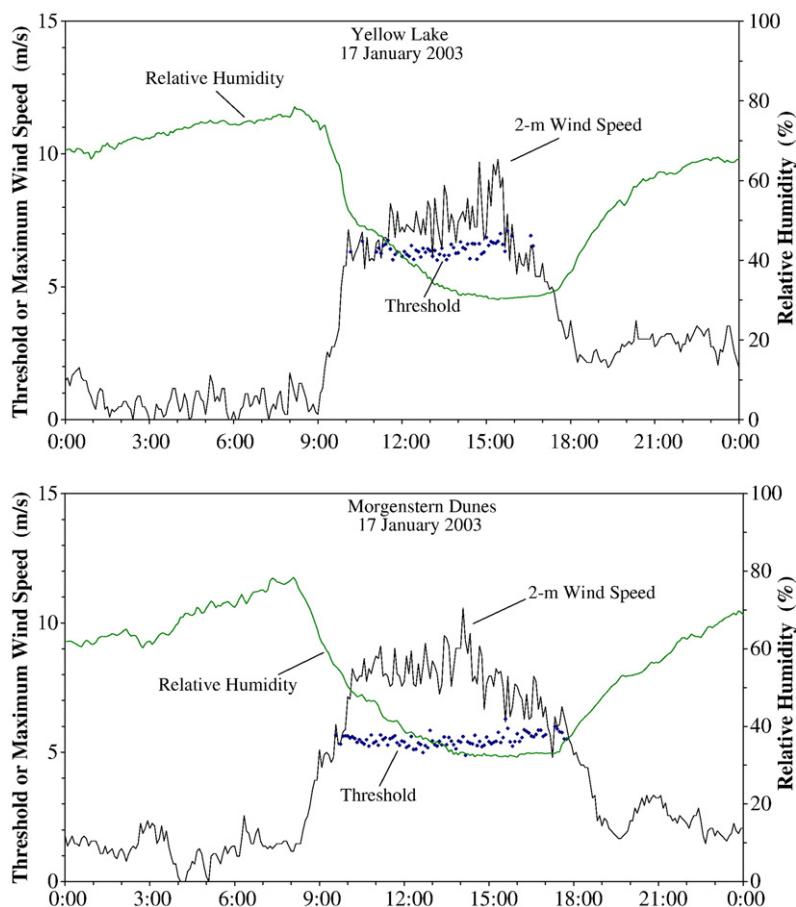 Yellow Lake
17 January 2003
Threshold or Maximum Wind Speed (m/s)
15
10
5
0
Relative Humidity
2-m Wind Speed
Threshold
100
80
60
40
20
0
Relative Humidity (%)
0:00 3:00 6:00 9:00 12:00 15:00 18:00 21:00 0:00
Morgenstern Dunes
17 January 2003
Threshold or Maximum Wind Speed (m/s)
15
10
5
0
2-m Wind Speed
Relative Humidity
Threshold
100
80
60
40
20
0
Relative Humidity (%)
0:00 3:00 6:00 9:00 12:00 15:00 18:00 21:00 0:00